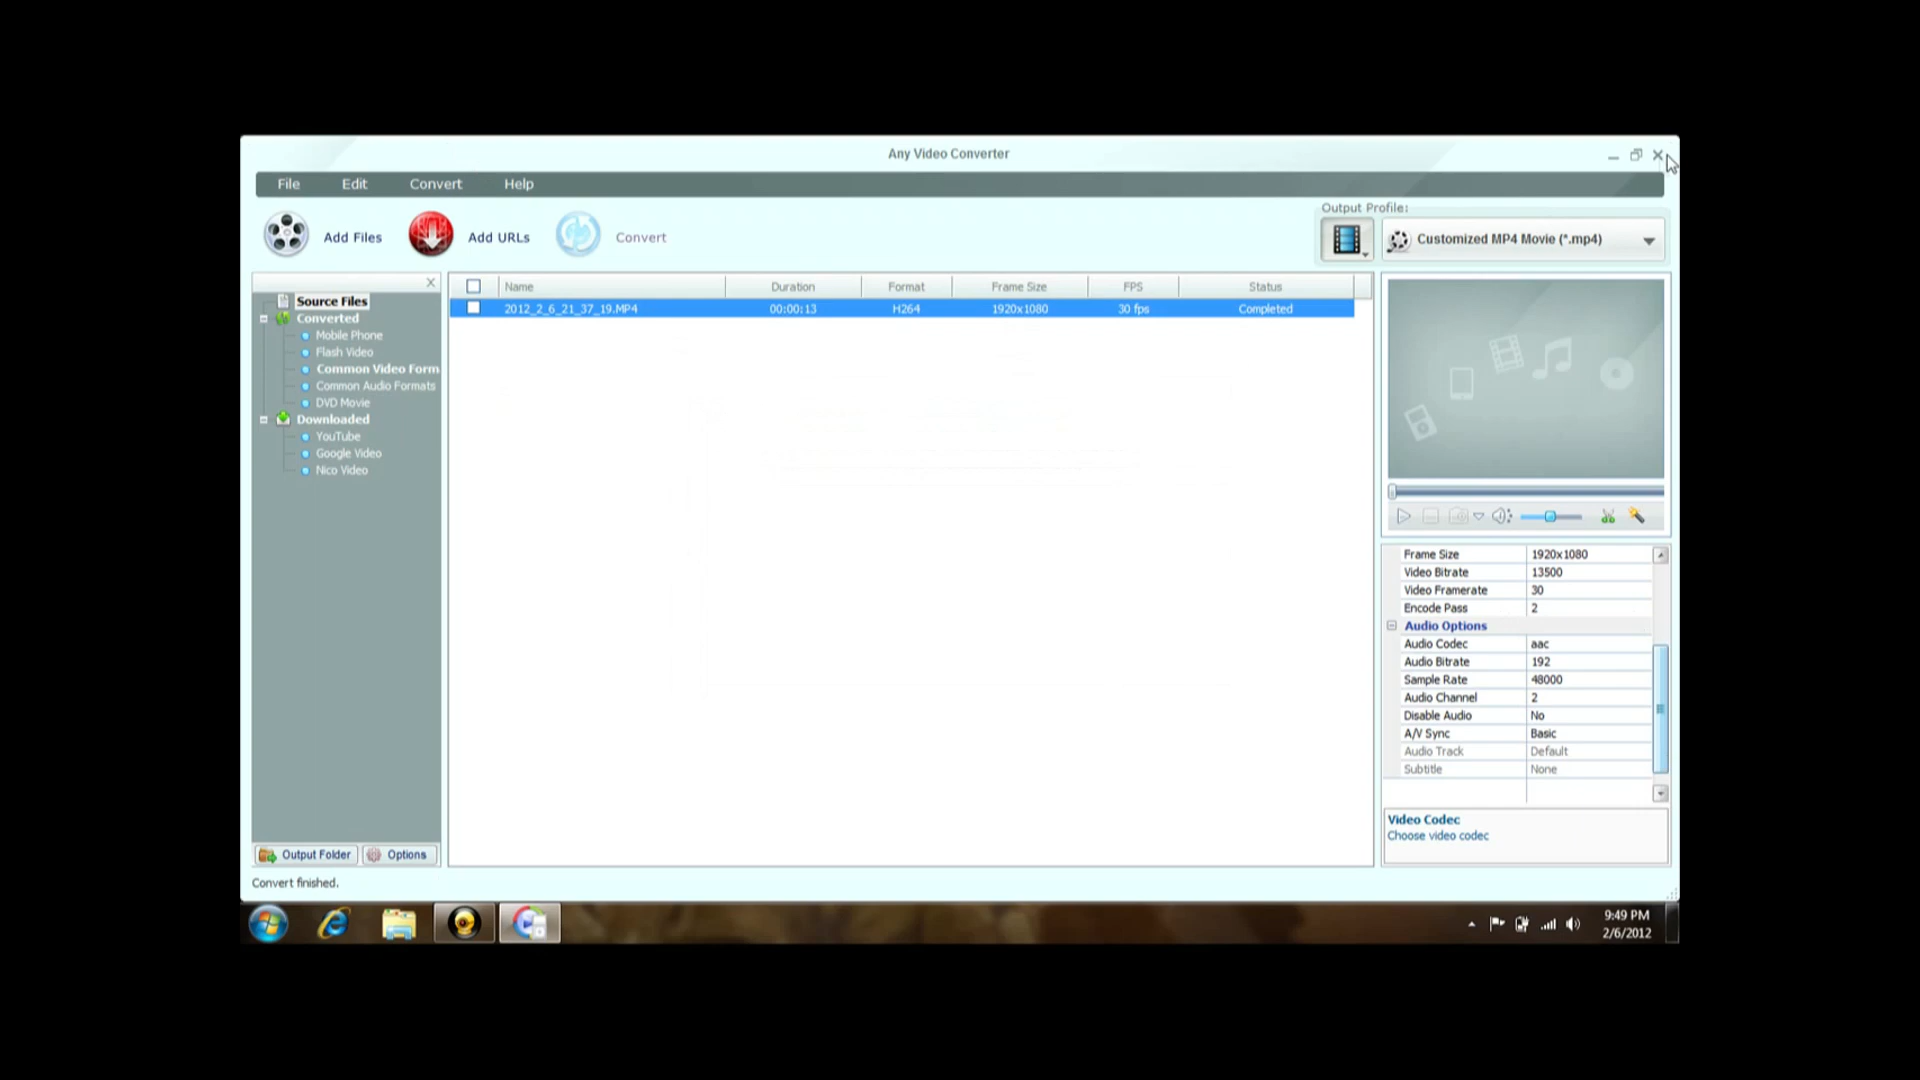 Any Video Converter
File Edit Convert Help
Add Files Add URLs Convert
Output Profile:
Customized MP4 Movie (*.mp4)
Source Files
Converted
Mobile Phone
Flash Video
Common Video Form
Common Audio Formats
DVD Movie
Downloaded
YouTube
Google Video
Nico Video
Name Duration Format Frame Size FPS Status
2012_2_6_21_37_19.MP4 00:00:13 H264 1920x1080 30 fps Completed
Frame Size 1920x1080
Video Bitrate 13500
Video Framerate 30
Encode Pass 2
Audio Options
Audio Codec aac
Audio Bitrate 192
Sample Rate 48000
Audio Channel 2
Disable Audio No
A/V Sync Basic
Audio Track Default
Subtitle None
Video Codec
Choose video codec
Output Folder Options
Convert finished.
9:49 PM
2/6/2012